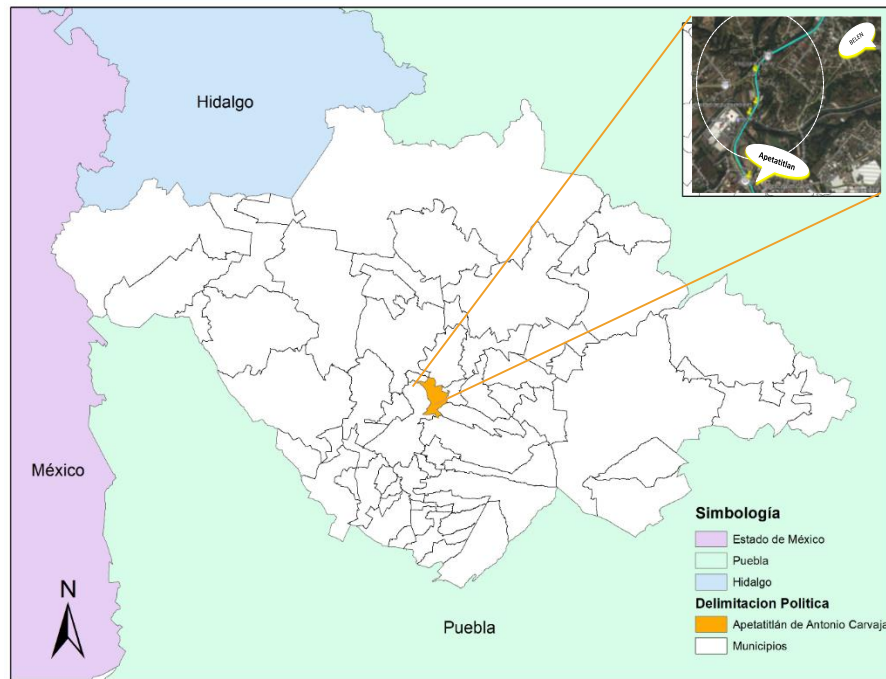 Hidalgo
BELEN
Apetatitlan
México
N
Puebla
Simbología
Estado de México
Puebla
Hidalgo
Delimitacion Politica
Apetatitlán de Antonio Carvaja
Municipios